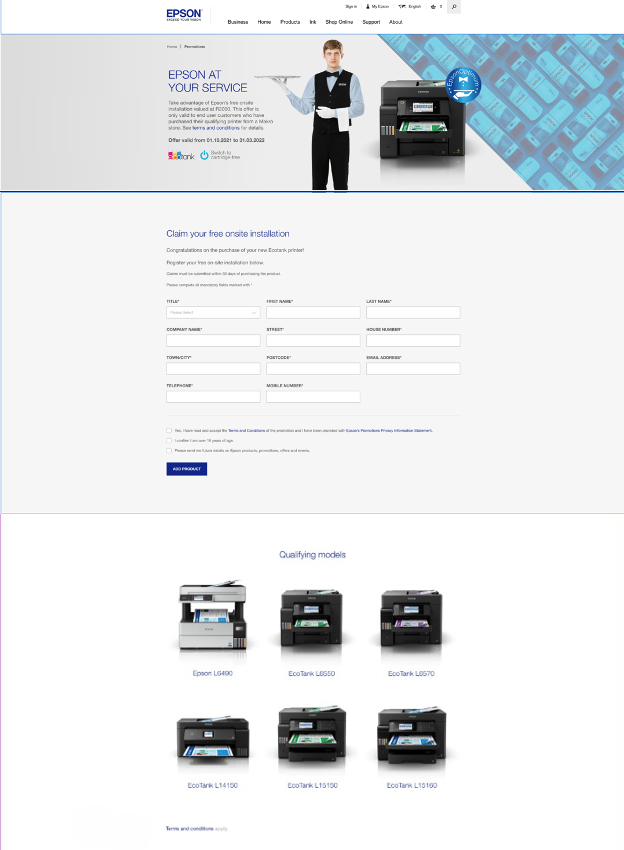 EPSON
EXCEED YOUR VISION
Sign in
My Epson
English
0
Business Home Products Ink Shop Online Support About
Home | Promotions
EPSON AT
YOUR SERVICE
Take advantage of Epson's free onsite
installation valued at R2000. This offer is
only valid to end user customers who have
purchased their qualifying printer from a Makro
store. See terms and conditions for details.
Offer valid from 01.10.2021 to 01.03.2022
ecotank
Switch to
cartridge-free
Claim your free onsite installation
Congratulations on the purchase of your new Ecotank printer!
Register your free on-site installation below.
Claims must be submitted within 30 days of purchasing the product.
Please complete all mandatory fields marked with *
TITLE* FIRST NAME* LAST NAME*
Please Select
COMPANY NAME* STREET* HOUSE NUMBER*
TOWN/CITY* POSTCODE* EMAIL ADDRESS*
TELEPHONE* MOBILE NUMBER*
Yes, I have read and accept the Terms and Conditions of the promotion and I have been provided with Epson's Promotions Privacy Information Statement.
I confirm I am over 18 years of age.
Please send me future details on Epson products, promotions, offers and events.
ADD PRODUCT
Qualifying models
Epson L6490 EcoTank L6550 EcoTank L6570
EcoTank L14150 EcoTank L15150 EcoTank L15160
Terms and conditions apply